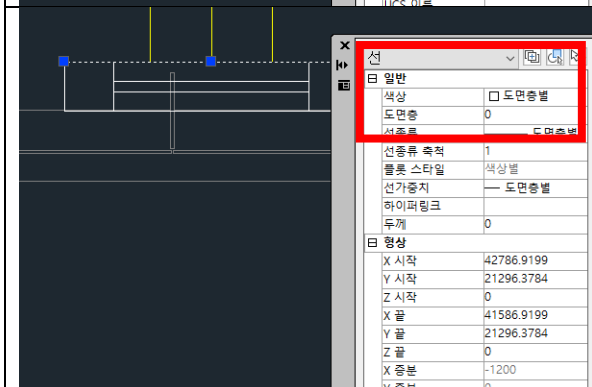 UCS 이름
선
일반
색상 도면층별
도면층 0
선종류 도면층별
선종류 축척 1
플롯 스타일 색상별
선가중치 도면층별
하이퍼링크
두께 0
형상
X 시작 42786.9199
Y 시작 21296.3784
Z 시작 0
X 끝 41586.9199
Y 끝 21296.3784
Z 끝 0
X 증분 -1200
Y 증분 0